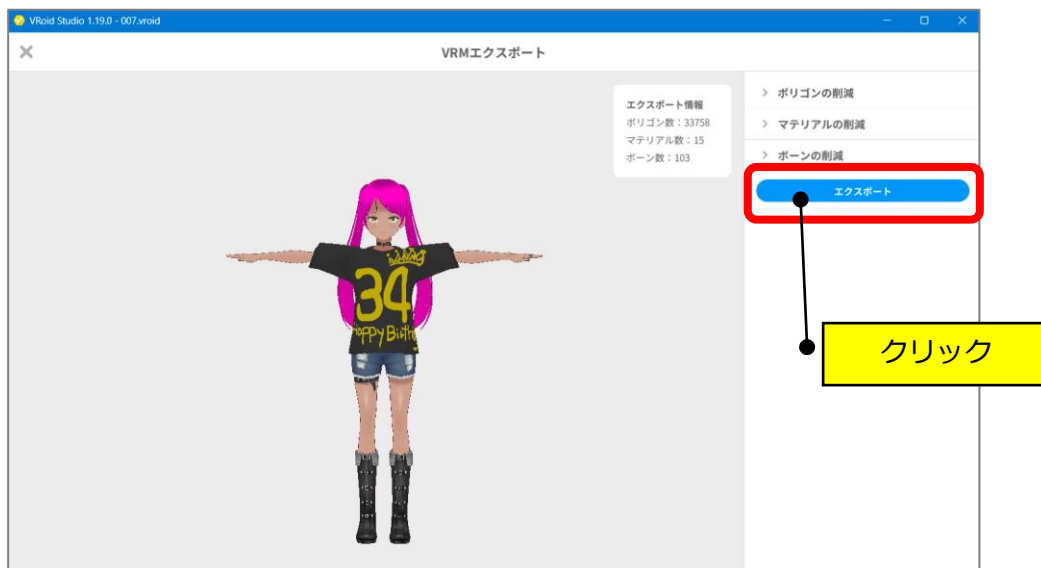 VRoid Studio 1.19.0 - 007.vroid
VRMエクスポート
エクスポート情報
ポリゴン数：33758
マテリアル数：15
ボーン数：103
ポリゴンの削減
マテリアルの削減
ボーンの削減
エクスポート
クリック
34
Happy Birth